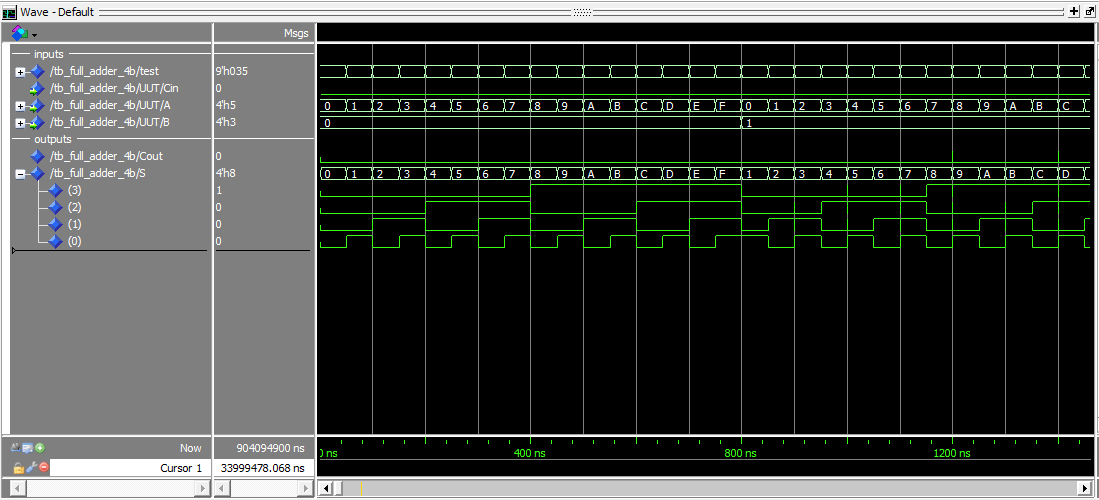 Wave - Default
Msgs
inputs
/tb_full_adder_4b/test 9'h035
/tb_full_adder_4b/UUT/Cin 0
/tb_full_adder_4b/UUT/A 4'h5 0 1 2 3 4 5 6 7 8 9 A B C D E F 0 1 2 3 4 5 6 7 8 9 A B C
/tb_full_adder_4b/UUT/B 4'h3 0 1
outputs
/tb_full_adder_4b/Cout 0
/tb_full_adder_4b/S 4'h8 0 1 2 3 4 5 6 7 8 9 A B C D E F 1 2 3 4 5 6 7 8 9 A B C D
(3) 1
(2) 0
(1) 0
(0) 0
Now 904094900 ns
ns 400 ns 800 ns 1200 ns
Cursor 1 33999478.068 ns